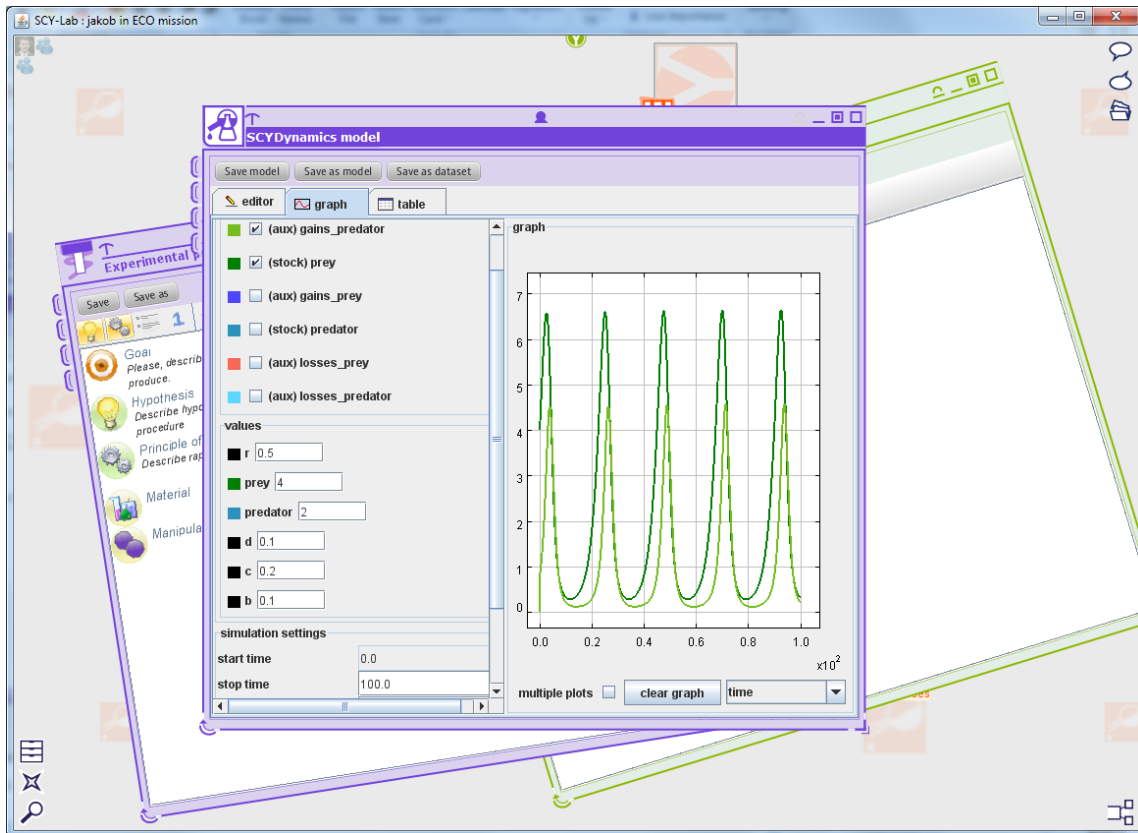 SCY-Lab : jakob in ECO mission
SCYDynamics model
Save model Save as model Save as dataset
editor graph table
(aux) gains_predator
(stock) prey
(aux) gains_prey
(stock) predator
(aux) losses_prey
(aux) losses_predator
values
r 0.5
prey 4
predator 2
d 0.1
c 0.2
b 0.1
simulation settings
start time 0.0
stop time 100.0
graph
7
6
5
4
3
2
1
0
0.0 0.2 0.4 0.6 0.8 1.0
x10²
multiple plots clear graph time
Experimental
Save Save as
1
Goal
Please, describ
produce.
Hypothesis
Describe hypo
procedure
Principle of
Describe rap
Material
Manipula